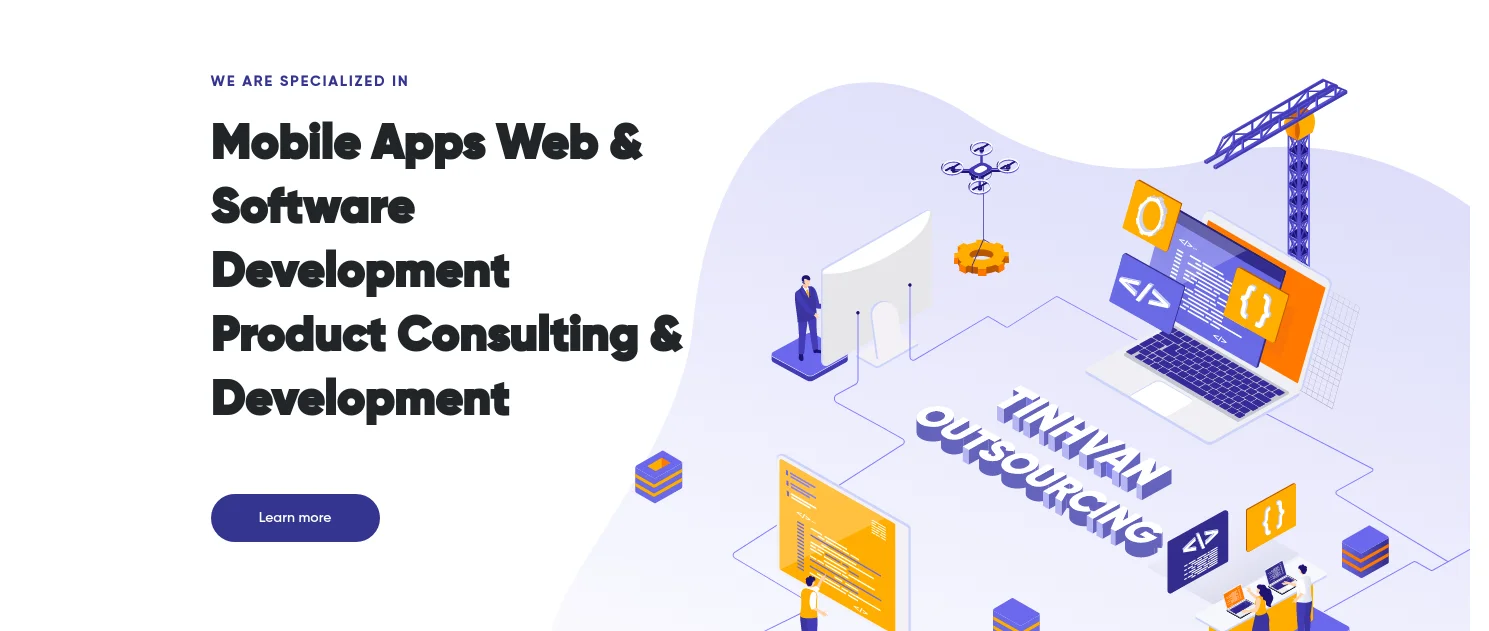 WE ARE SPECIALIZED IN
Mobile Apps Web &
Software
Development
Product Consulting &
Development
Learn more
TINHVAN
OUTSOURCING
</>
{ }
</>
</>
</>
</>
{ }
</>